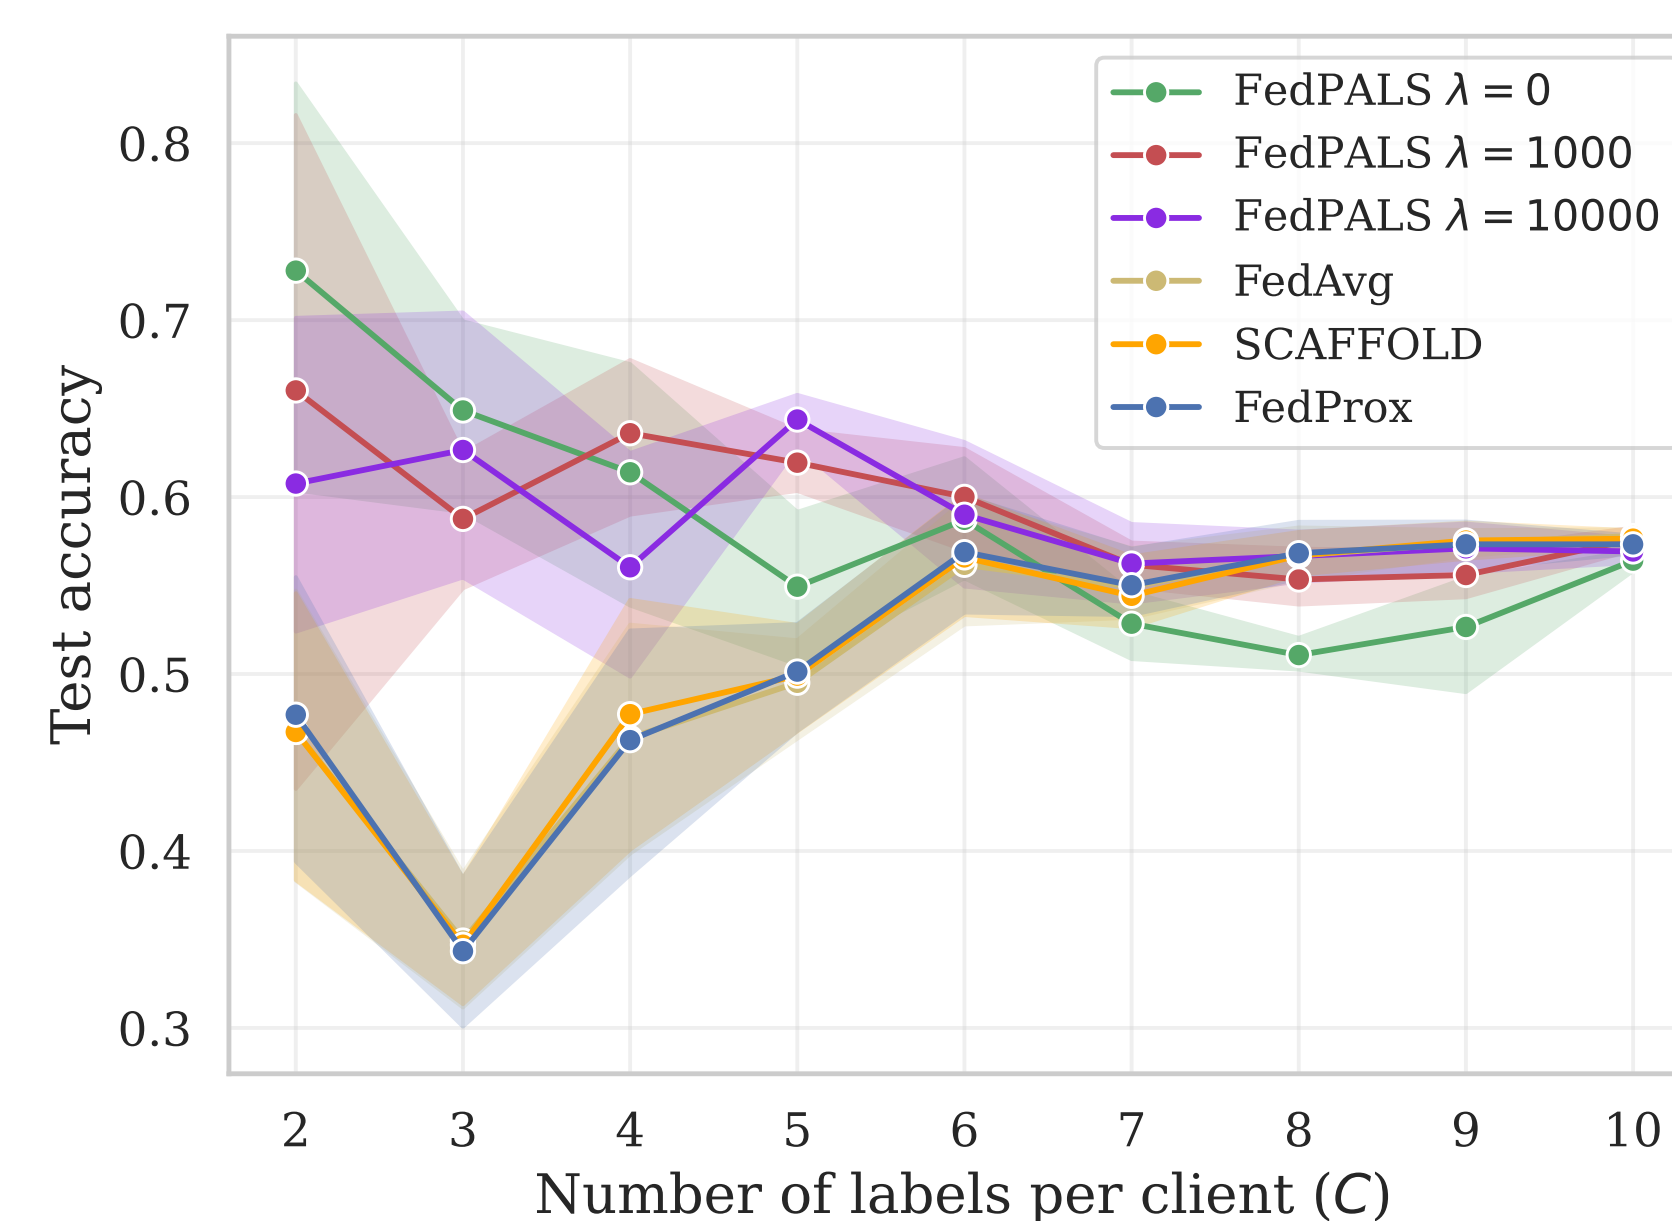 FedPALS λ = 0
FedPALS λ = 1000
FedPALS λ = 10000
FedAvg
SCAFFOLD
FedProx
0.8
0.7
0.6
0.5
0.4
0.3
Test accuracy
2 3 4 5 6 7 8 9 10
Number of labels per client (C)